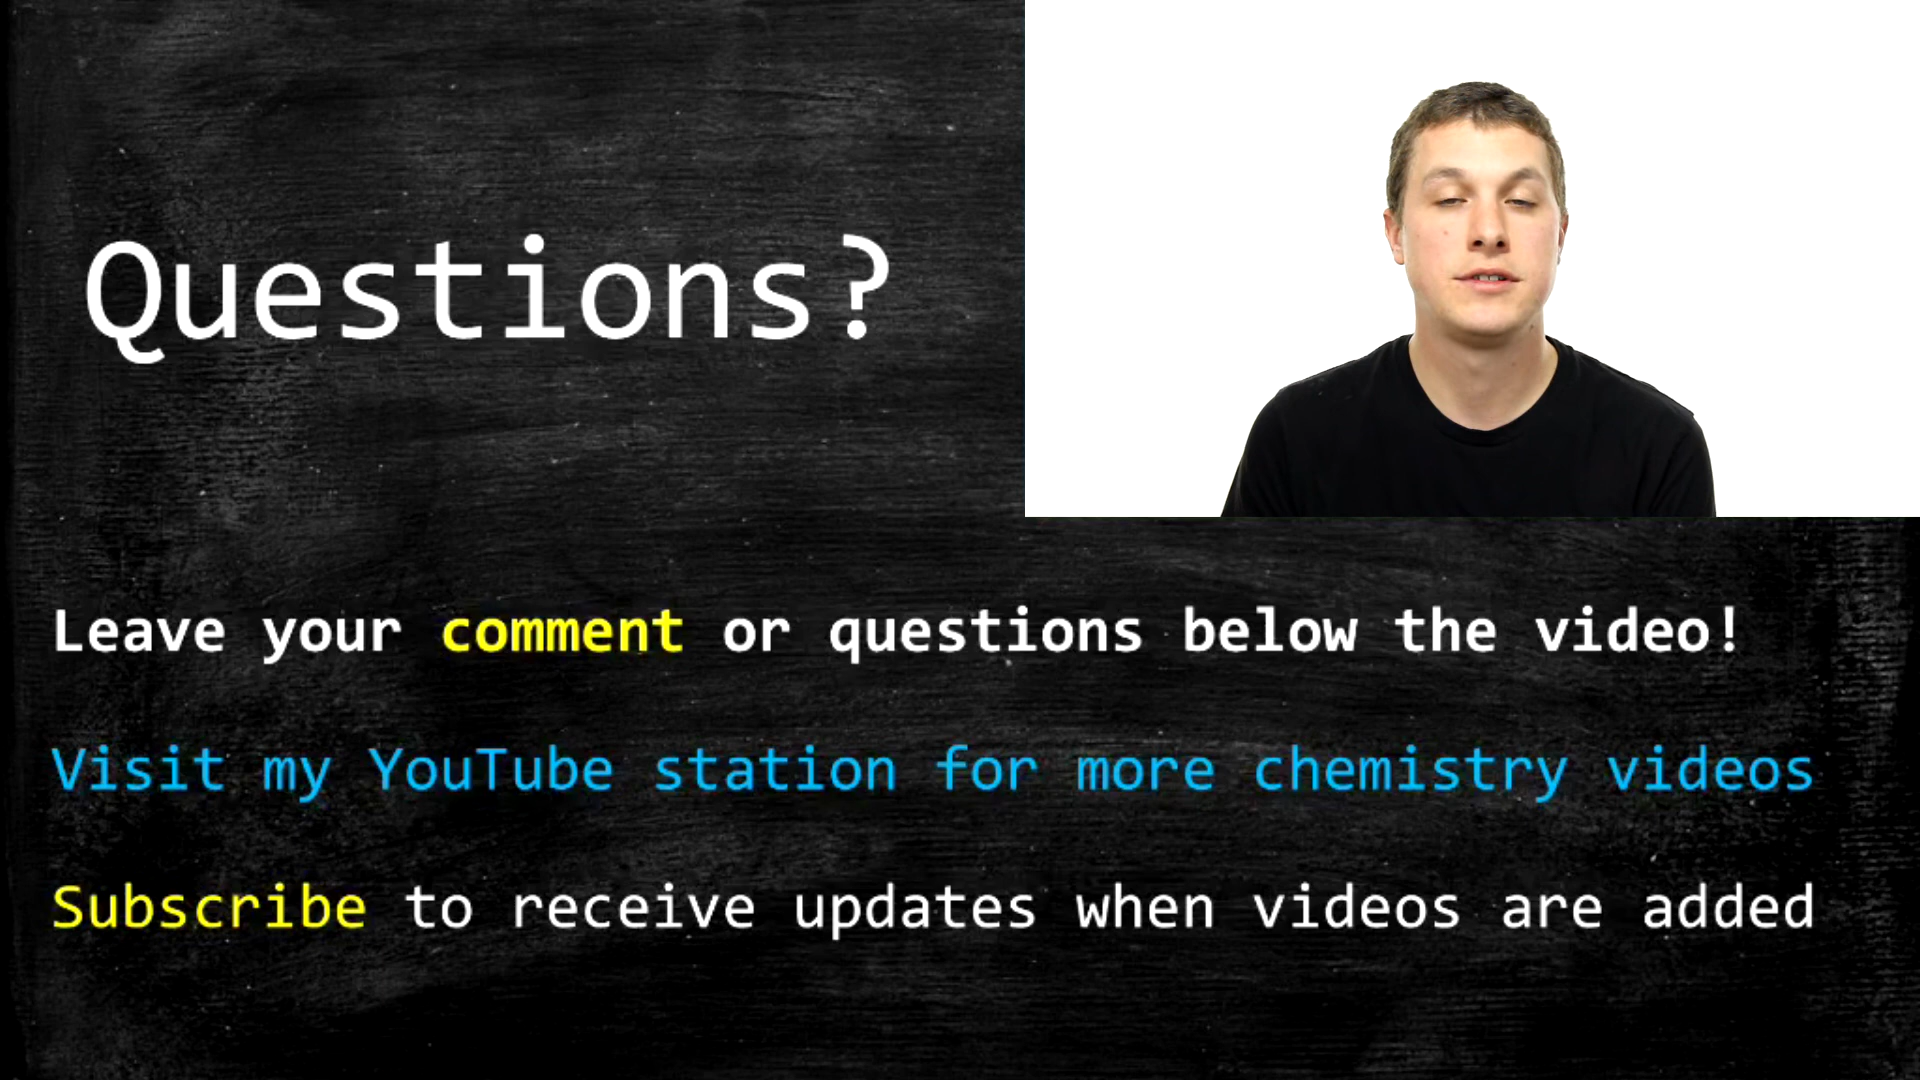 Questions?
Leave your comment or questions below the video!
Visit my YouTube station for more chemistry videos
Subscribe to receive updates when videos are added